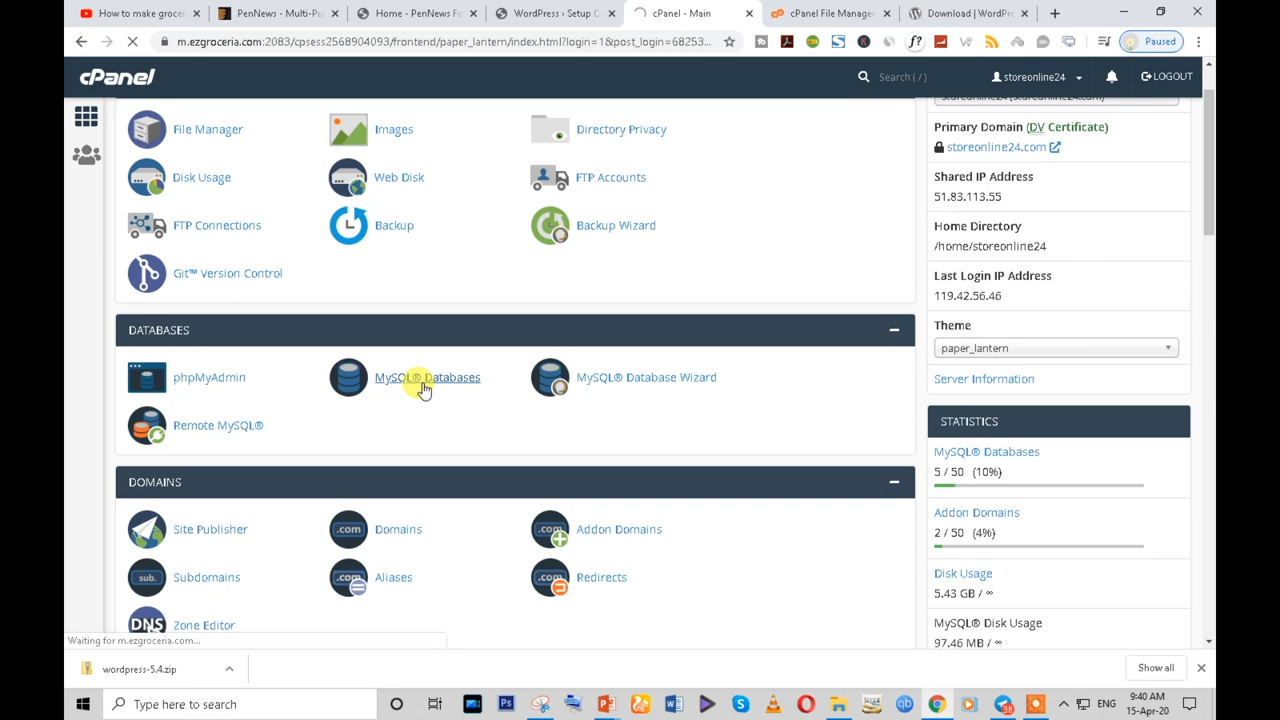 How to make grocer
PenNews - Multi-Pu
Home - PenNews Fo
WordPress › Setup C
cPanel - Main
cPanel File Manager
Download | WordPre
m.ezgroceria.com:2083/cpsess2568904093/frontend/paper_lantern/index.html?login=1&post_login=68253...
Paused
cPanel
Search ( / )
storeonline24
LOGOUT
File Manager
Images
Directory Privacy
Disk Usage
Web Disk
FTP Accounts
FTP Connections
Backup
Backup Wizard
Git™ Version Control
DATABASES
phpMyAdmin
MySQL® Databases
MySQL® Database Wizard
Remote MySQL®
DOMAINS
Site Publisher
Domains
Addon Domains
Subdomains
Aliases
Redirects
Zone Editor
storeonline24 (storeonline24.com)
Primary Domain (DV Certificate)
storeonline24.com
Shared IP Address
51.83.113.55
Home Directory
/home/storeonline24
Last Login IP Address
119.42.56.46
Theme
paper_lantern
Server Information
STATISTICS
MySQL® Databases
5 / 50 (10%)
Addon Domains
2 / 50 (4%)
Disk Usage
5.43 GB / ∞
MySQL® Disk Usage
97.46 MB / ∞
Waiting for m.ezgroceria.com...
wordpress-5.4.zip
Show all
Type here to search
ENG
9:40 AM
15-Apr-20